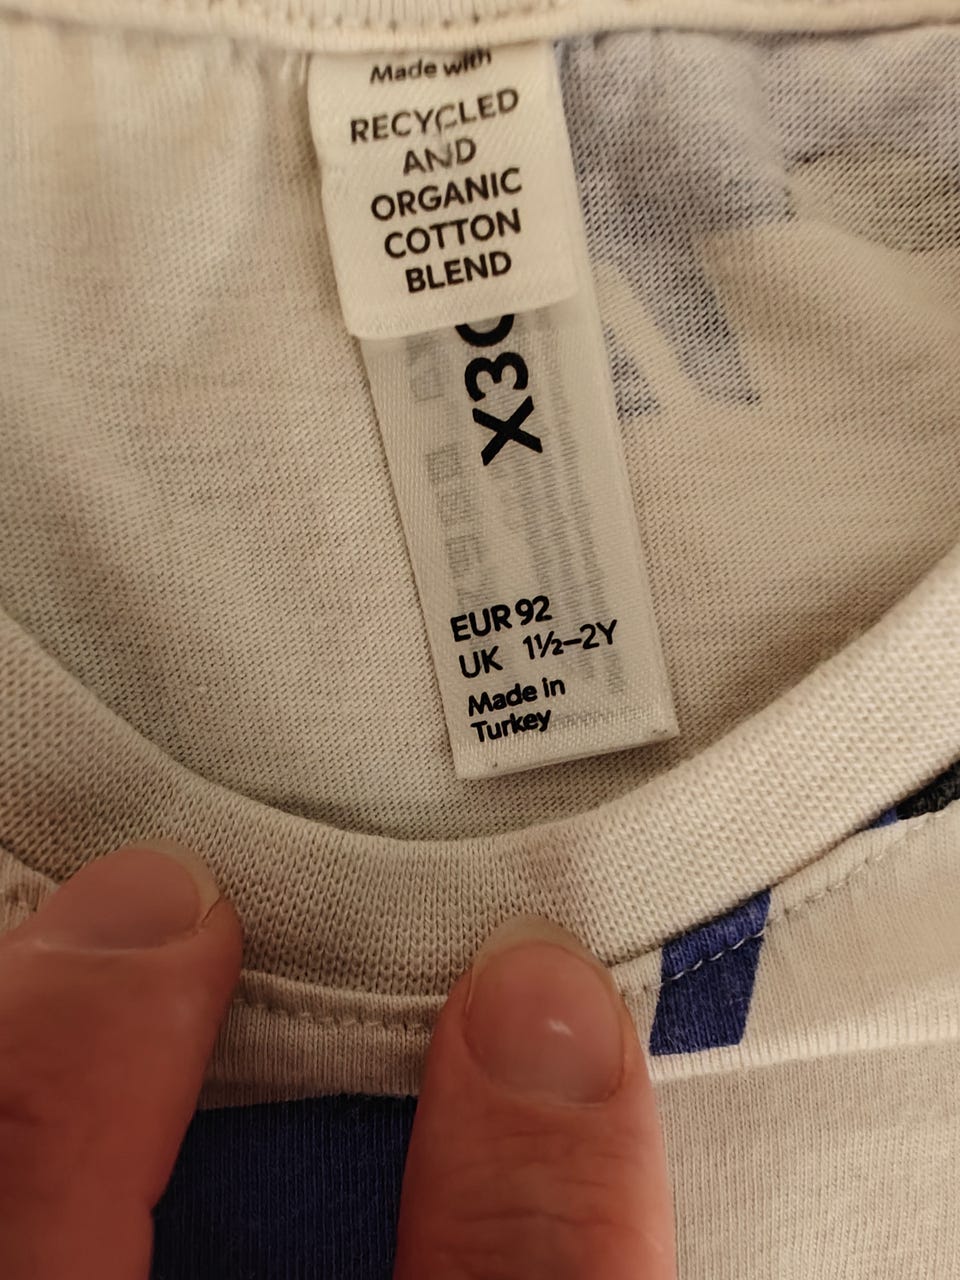 Made with
RECYCLED
AND
ORGANIC
COTTON
BLEND
EUR 92
UK 1½–2Y
Made in
Turkey